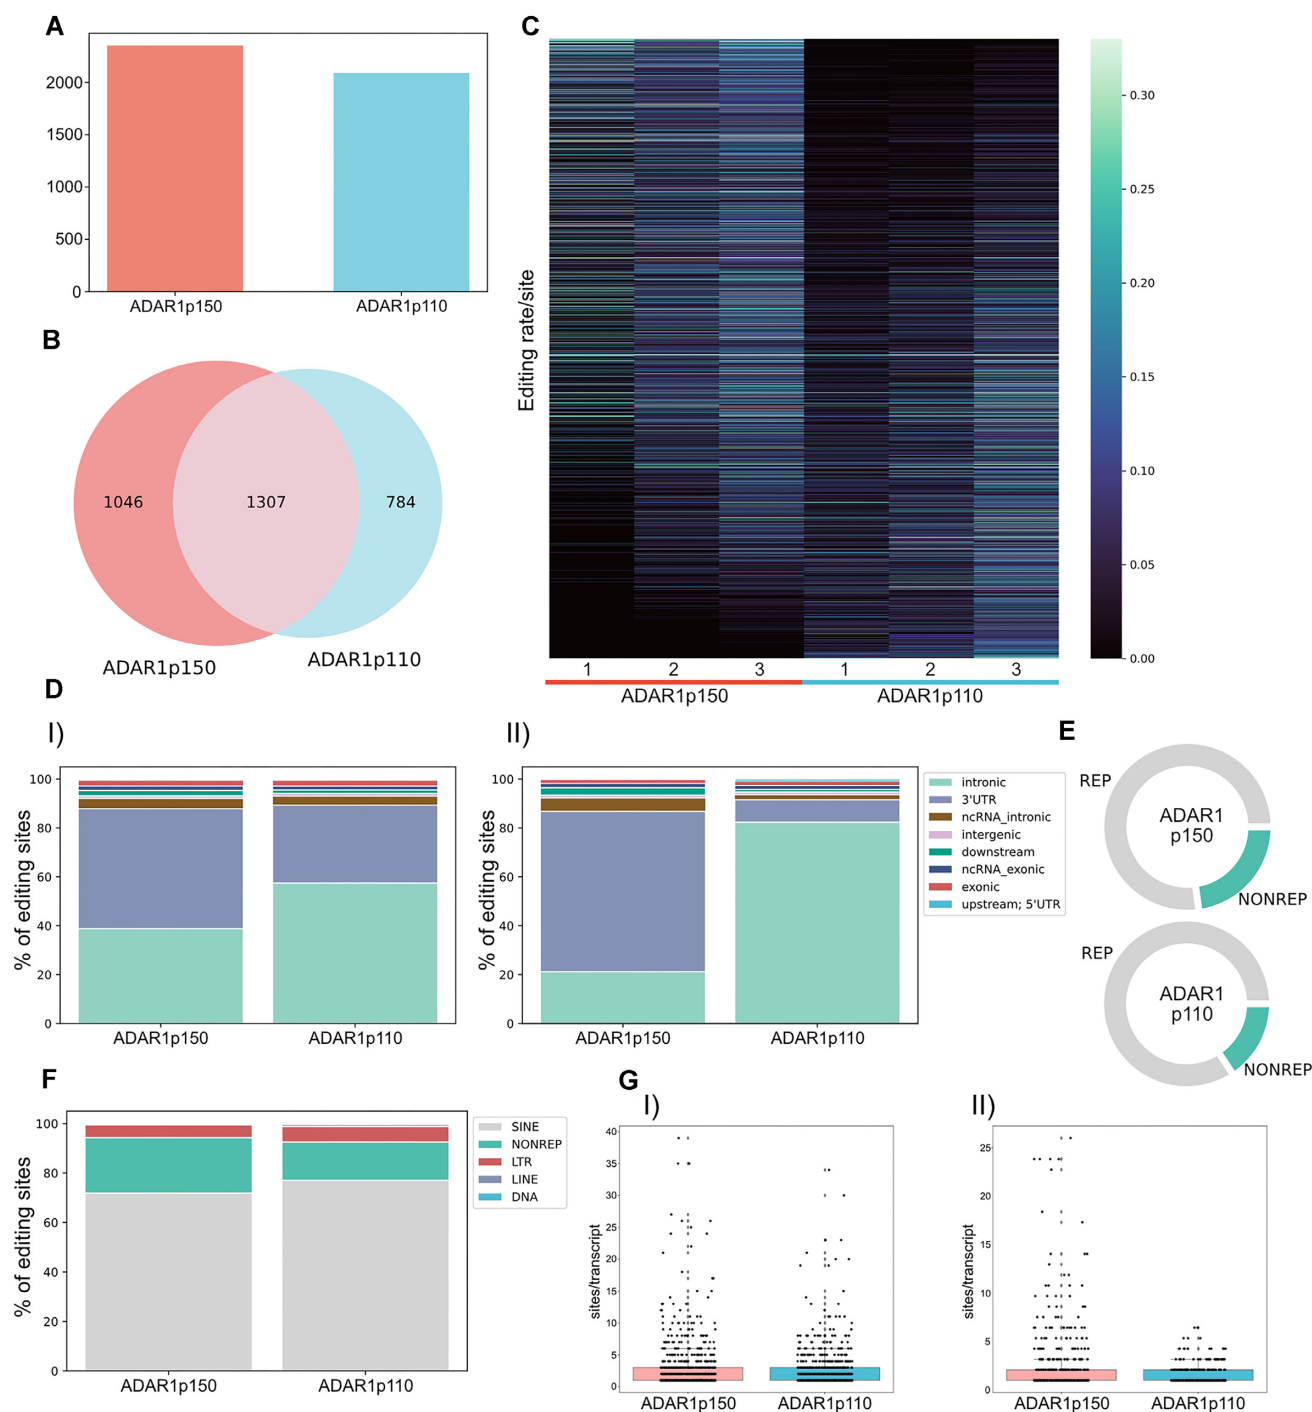 A
2000
1500
1000
500
0
ADAR1p150
ADAR1p110
B
1046
1307
784
ADAR1p150
ADAR1p110
C
Editing rate/site
0.30
0.25
0.20
0.15
0.10
0.05
0.00
1 2 3 1 2 3
ADAR1p150
ADAR1p110
D
I)
% of editing sites
100
80
60
40
20
0
ADAR1p150
ADAR1p110
II)
% of editing sites
100
80
60
40
20
0
ADAR1p150
ADAR1p110
intronic
3'UTR
ncRNA_intronic
intergenic
downstream
ncRNA_exonic
exonic
upstream; 5'UTR
E
REP
ADAR1
p150
NONREP
REP
ADAR1
p110
NONREP
F
% of editing sites
100
80
60
40
20
0
ADAR1p150
ADAR1p110
SINE
NONREP
LTR
LINE
DNA
G
I)
sites/transcript
40
35
30
25
20
15
10
5
0
ADAR1p150
ADAR1p110
II)
sites/transcript
25
20
15
10
5
0
ADAR1p150
ADAR1p110